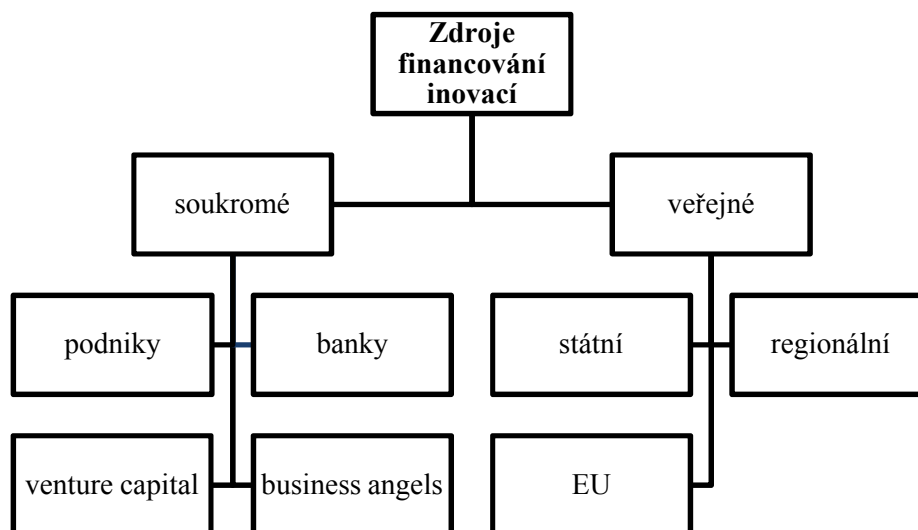 Zdroje
financování
inovací
soukromé
veřejné
podniky
banky
státní
regionální
venture capital
business angels
EU